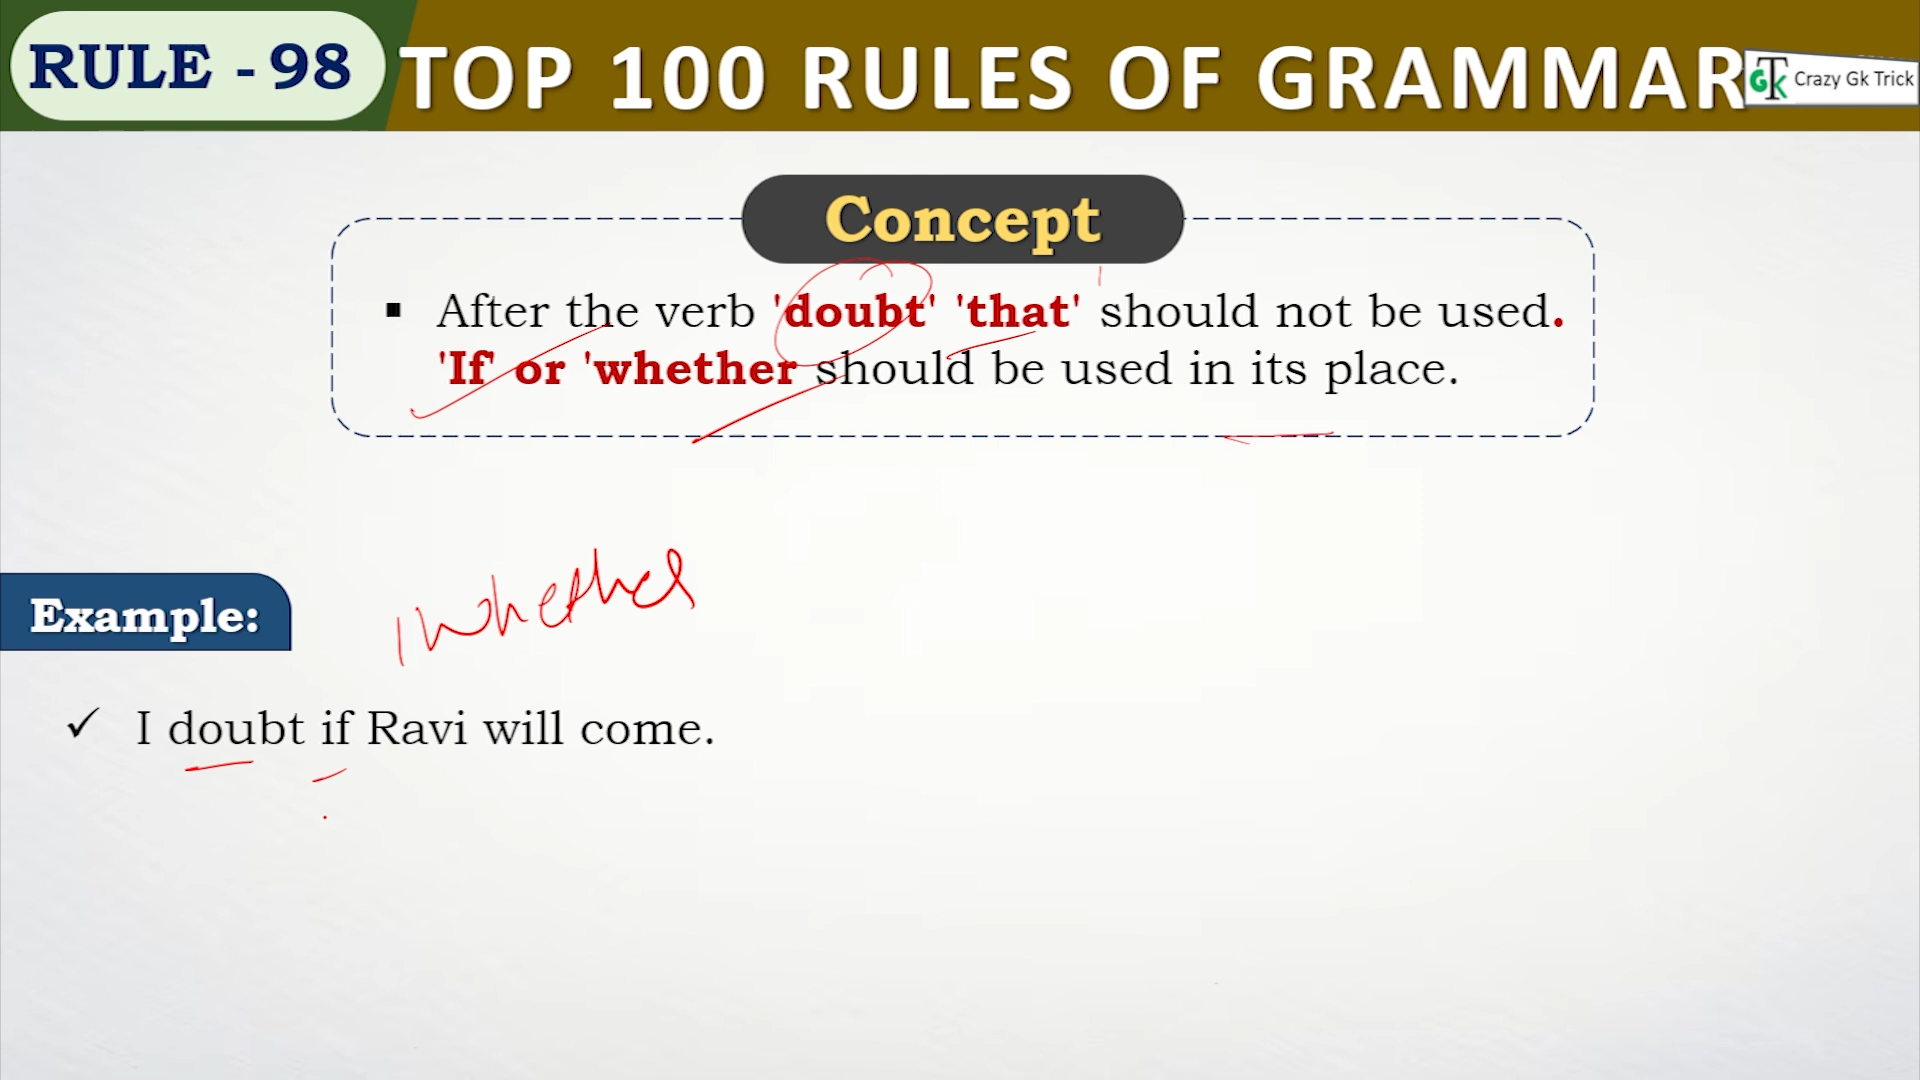 RULE - 98
TOP 100 RULES OF GRAMMAR
GTK Crazy Gk Trick
Concept
▪ After the verb 'doubt' 'that' should not be used.
'If' or 'whether should be used in its place.
whether
Example:
✓ I doubt if Ravi will come.